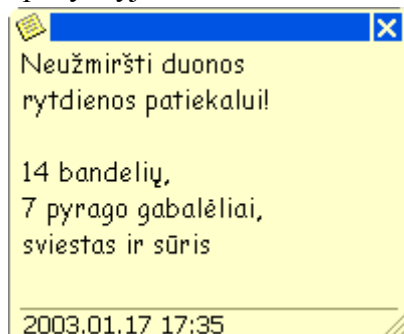 Neužmiršti duonos
rytdienos patiekalui!
14 bandelių,
7 pyrago gabalėliai,
sviestas ir sūris
2003.01.17 17:35